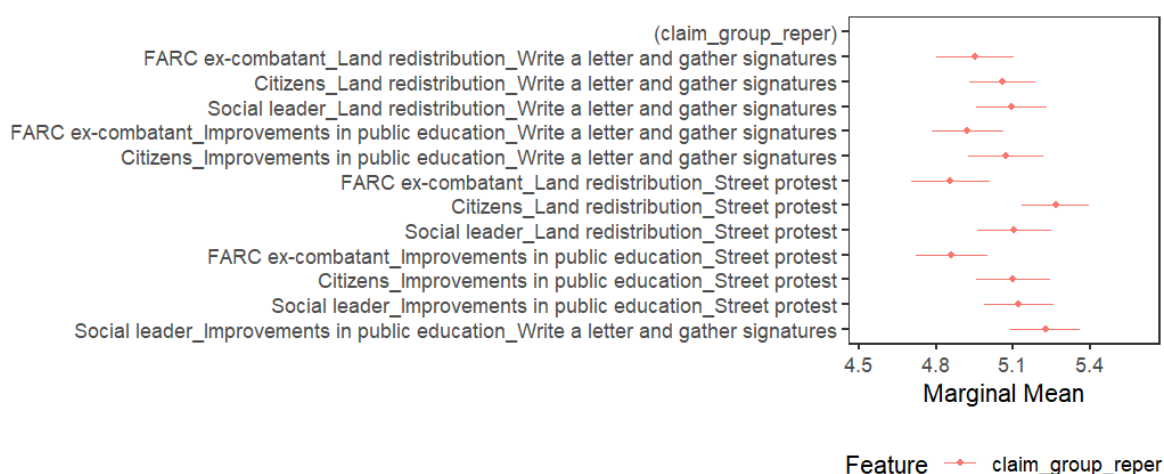 (claim_group_reper)
FARC ex-combatant_Land redistribution_Write a letter and gather signatures
Citizens_Land redistribution_Write a letter and gather signatures
Social leader_Land redistribution_Write a letter and gather signatures
FARC ex-combatant_Improvements in public education_Write a letter and gather signatures
Citizens_Improvements in public education_Write a letter and gather signatures
FARC ex-combatant_Land redistribution_Street protest
Citizens_Land redistribution_Street protest
Social leader_Land redistribution_Street protest
FARC ex-combatant_Improvements in public education_Street protest
Citizens_Improvements in public education_Street protest
Social leader_Improvements in public education_Street protest
Social leader_Improvements in public education_Write a letter and gather signatures
4.5 4.8 5.1 5.4
Marginal Mean
Feature claim_group_reper